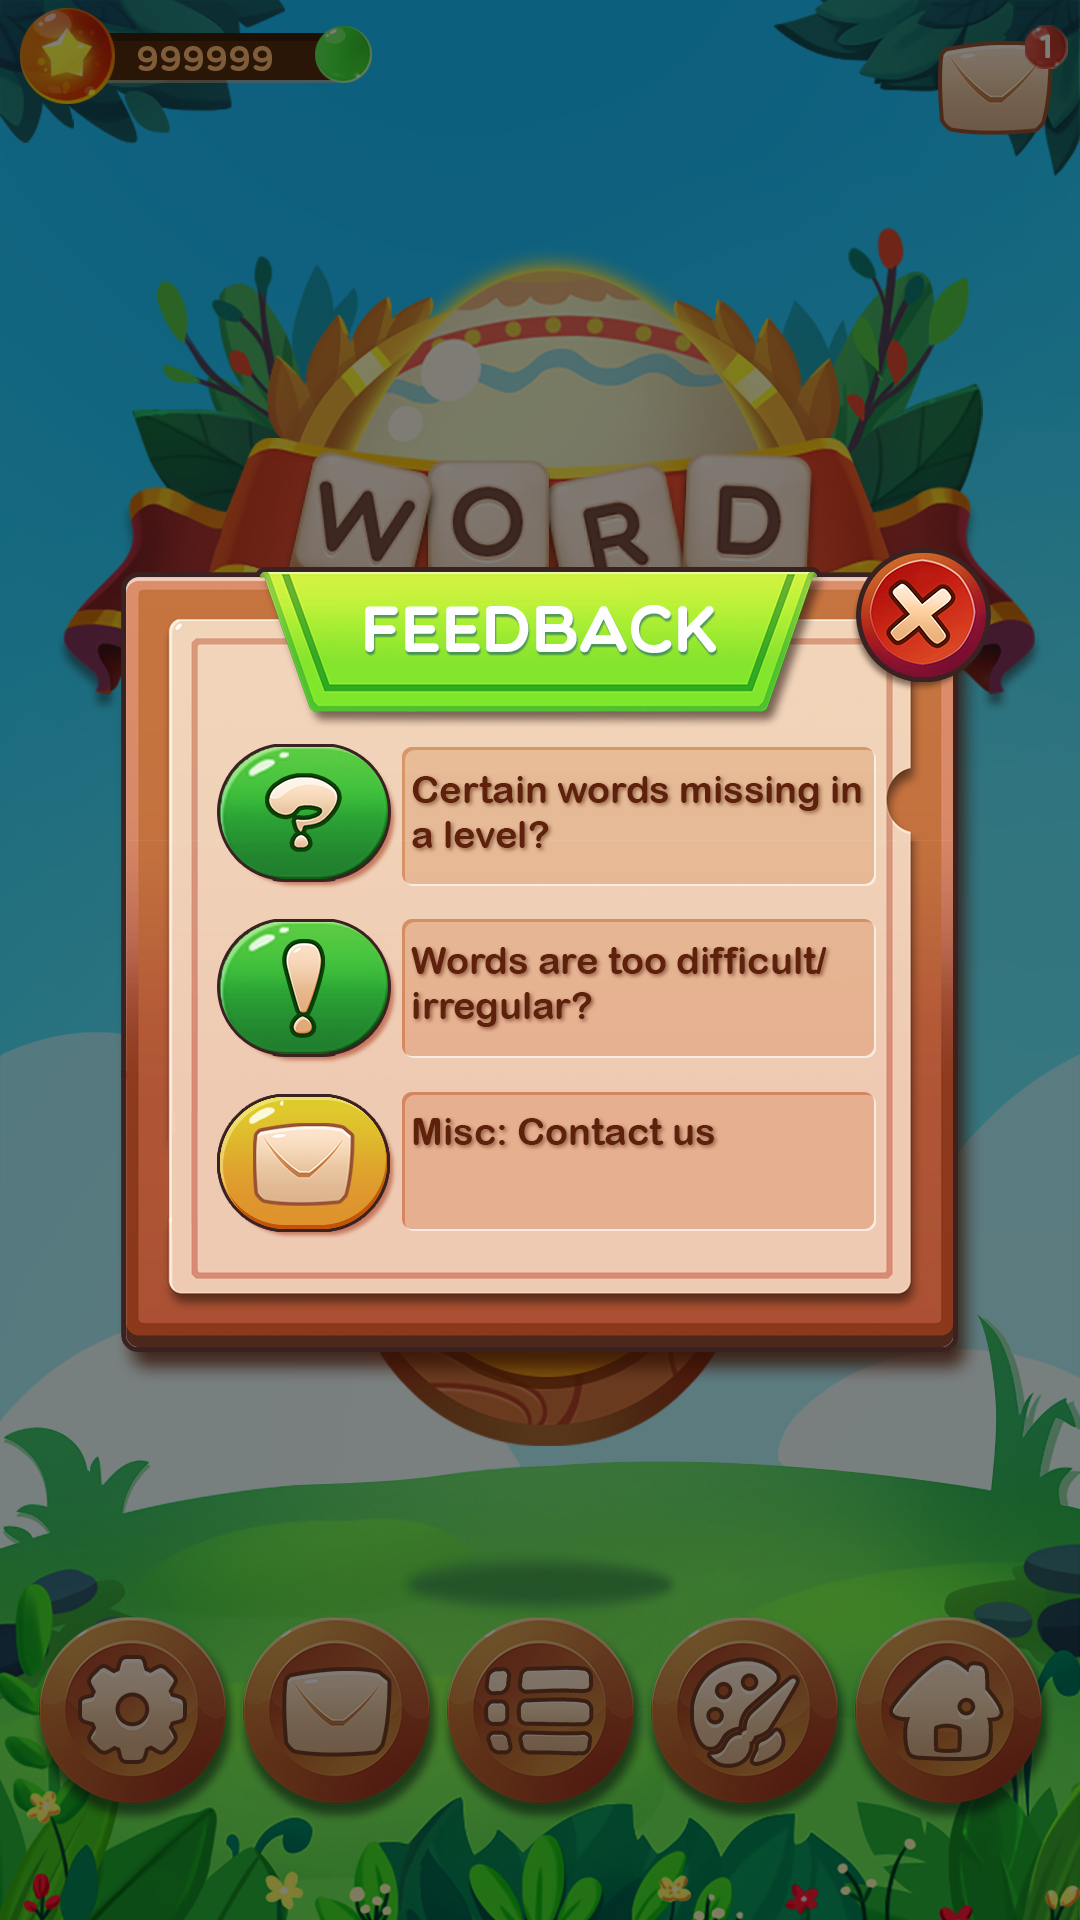 999999
1
WORD
FEEDBACK
Certain words missing in
a level?
Words are too difficult/
irregular?
Misc: Contact us